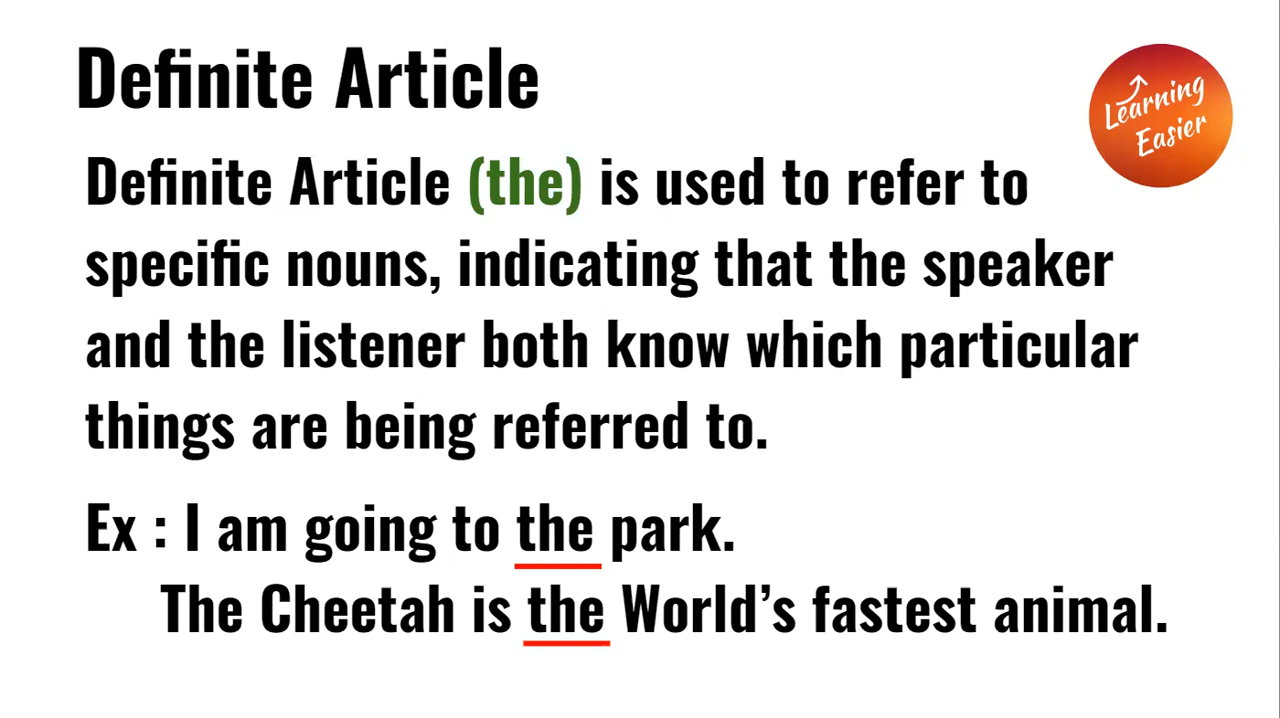 Definite Article
Learning
Easier
Definite Article (the) is used to refer to
specific nouns, indicating that the speaker
and the listener both know which particular
things are being referred to.
Ex : I am going to the park.
The Cheetah is the World’s fastest animal.